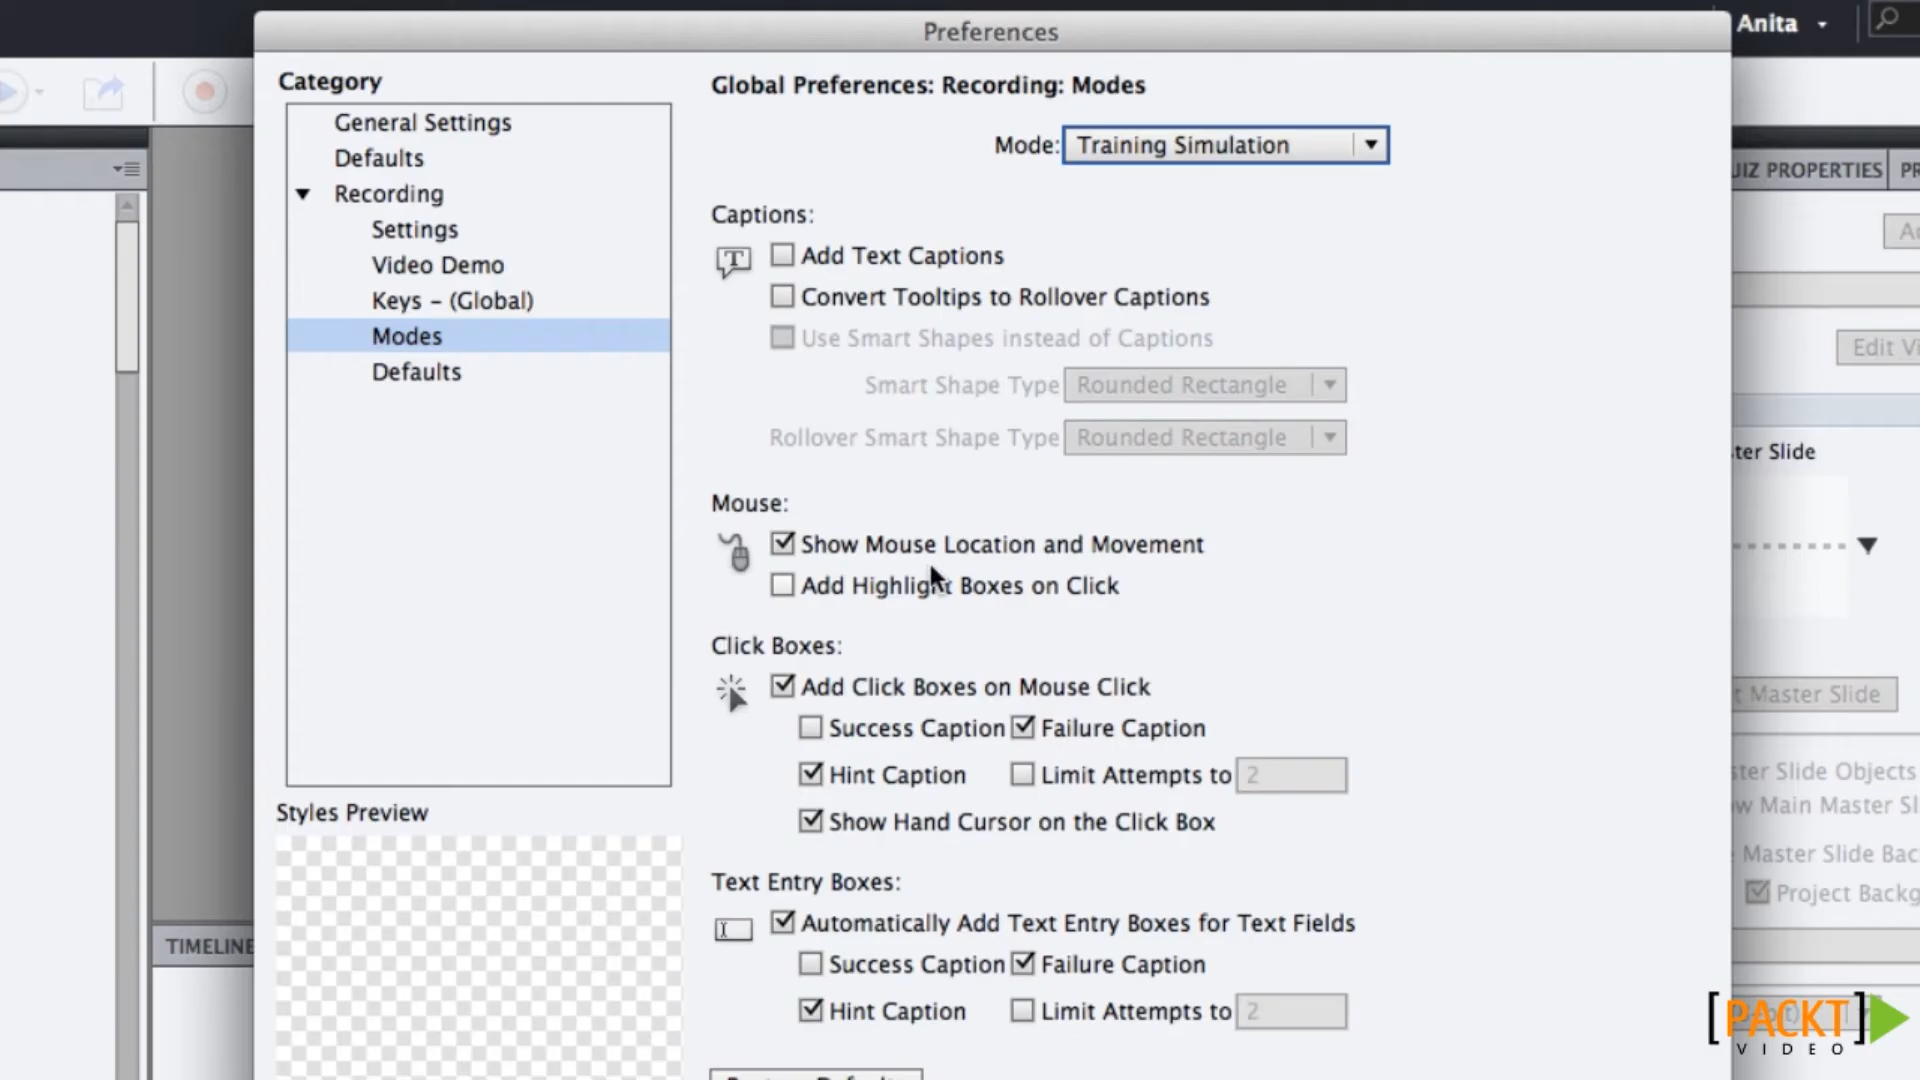 Preferences
Anita
Category
General Settings
Defaults
Recording
Settings
Video Demo
Keys - (Global)
Modes
Defaults
Styles Preview
Global Preferences: Recording: Modes
Mode: Training Simulation
Captions:
Add Text Captions
Convert Tooltips to Rollover Captions
Use Smart Shapes instead of Captions
Smart Shape Type Rounded Rectangle
Rollover Smart Shape Type Rounded Rectangle
Mouse:
Show Mouse Location and Movement
Add Highlight Boxes on Click
Click Boxes:
Add Click Boxes on Mouse Click
Success Caption Failure Caption
Hint Caption Limit Attempts to 2
Show Hand Cursor on the Click Box
Text Entry Boxes:
Automatically Add Text Entry Boxes for Text Fields
Success Caption Failure Caption
Hint Caption Limit Attempts to 2
TIMELINE
UIZ PROPERTIES PR
Edit Vi
ter Slide
t Master Slide
ter Slide Objects
w Main Master Sl
Master Slide Bac
Project Backg
[PACKT]
VIDEO